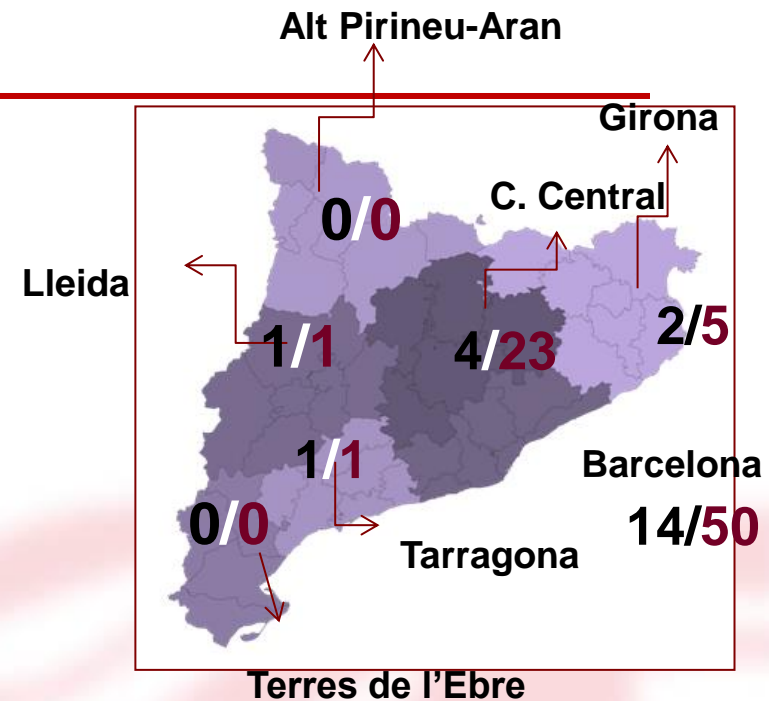 Alt Pirineu-Aran
Girona
C. Central
0/0
Lleida
2/5
1/1
4/23
1/1
Barcelona
0/0
14/50
Tarragona
Terres de l’Ebre